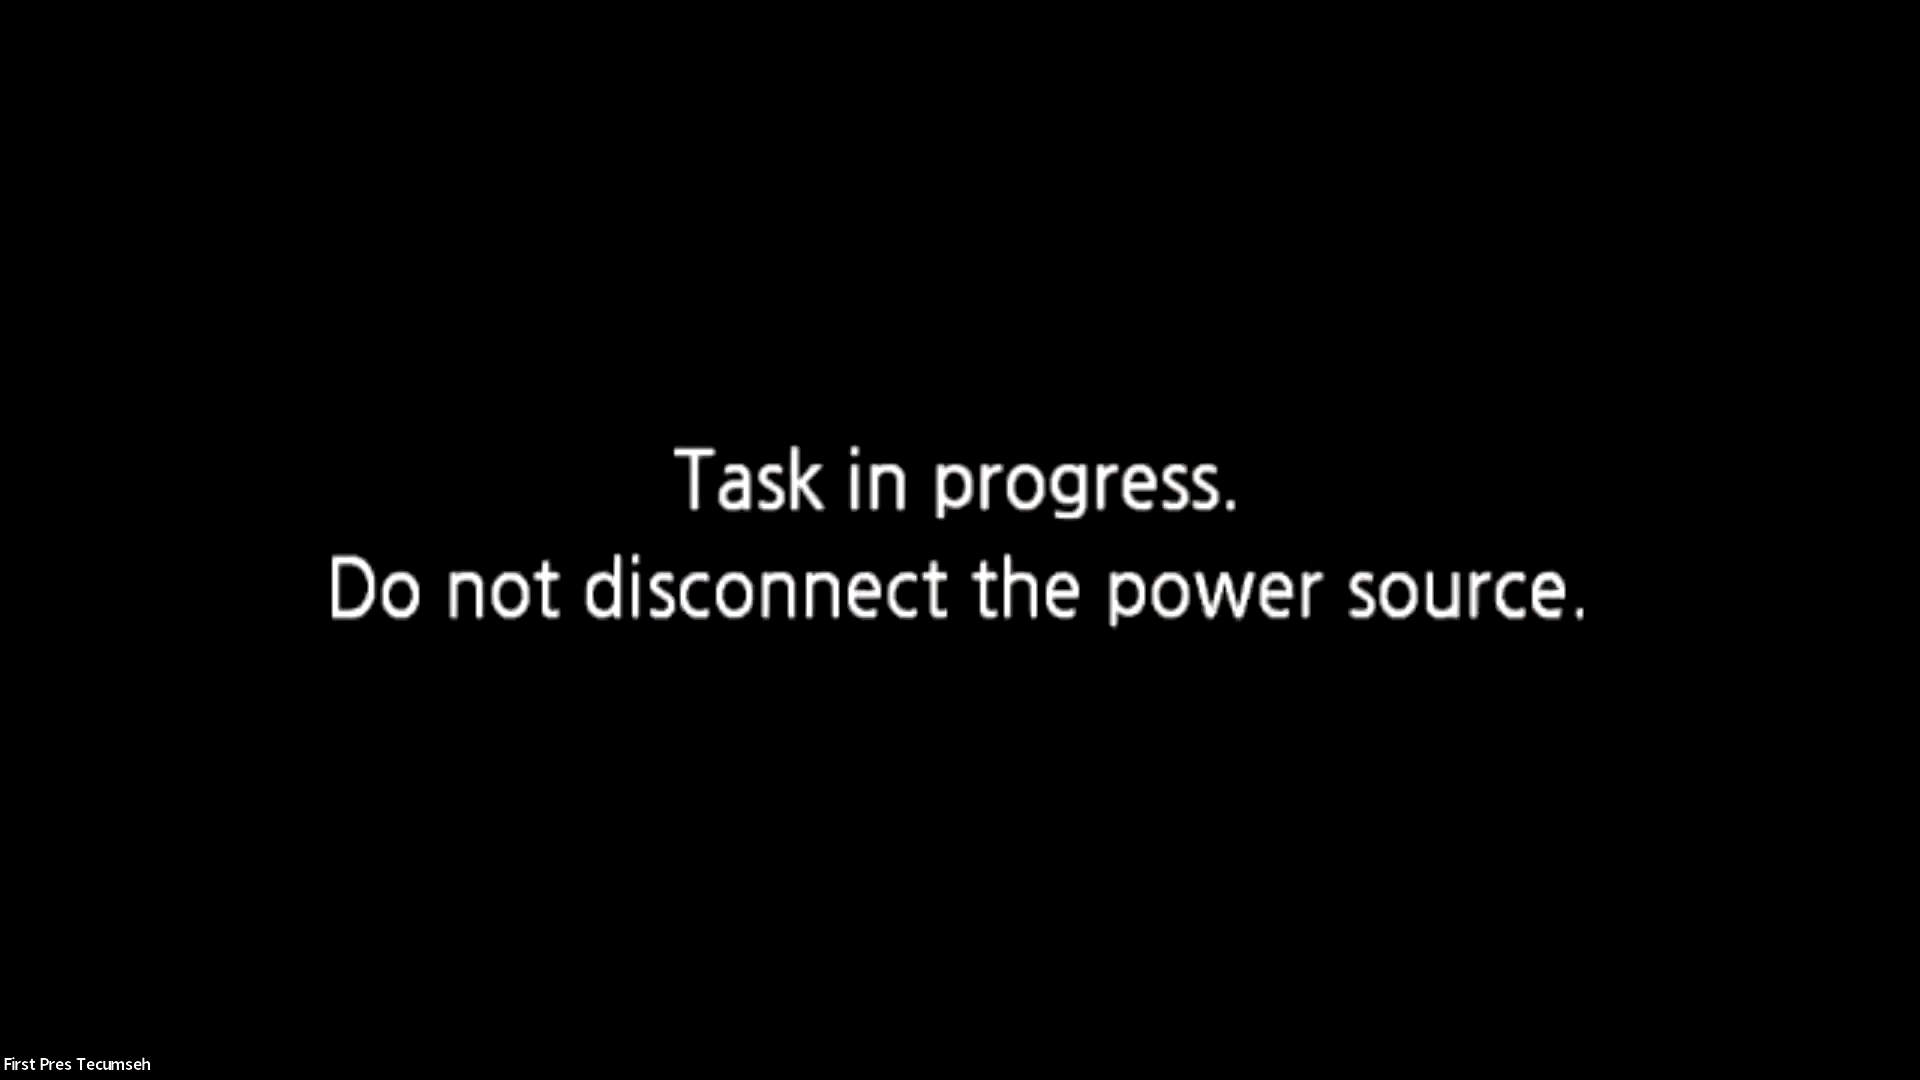 Task in progress.
Do not disconnect the power source.
First Pres Tecumseh